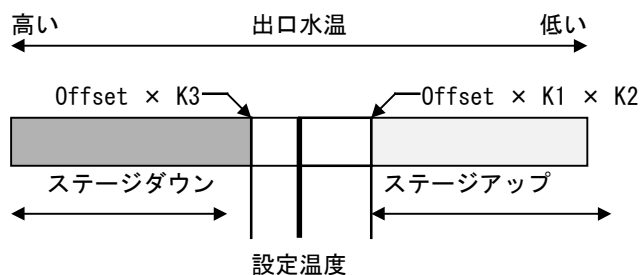 高い 出口水温 低い
Offset × K3 Offset × K1 × K2
ステージダウン ステージアップ
設定温度